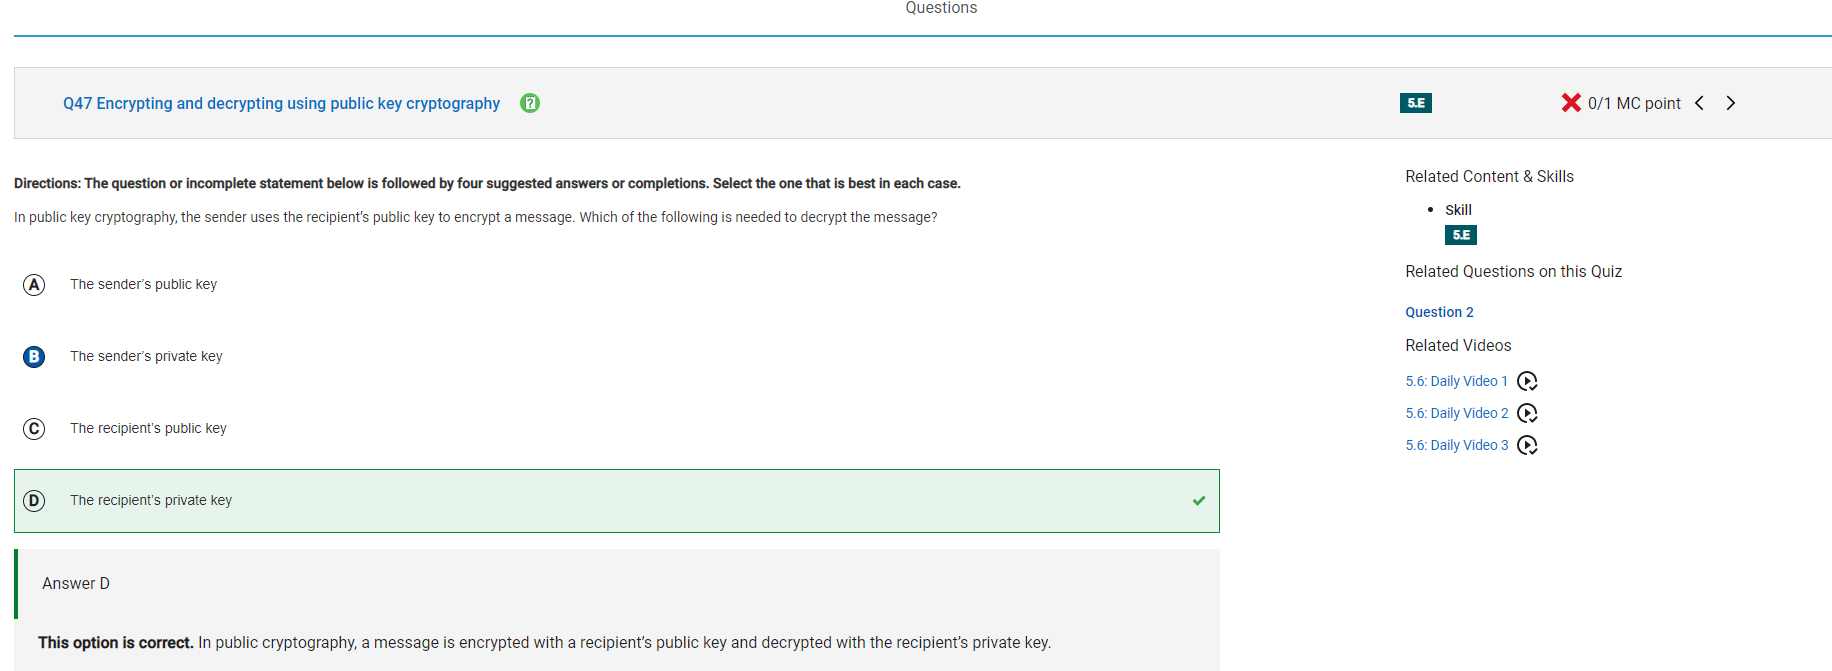 Questions
Q47 Encrypting and decrypting using public key cryptography ?
5.E
0/1 MC point
Directions: The question or incomplete statement below is followed by four suggested answers or completions. Select the one that is best in each case.
In public key cryptography, the sender uses the recipient's public key to encrypt a message. Which of the following is needed to decrypt the message?
A The sender's public key
B The sender's private key
C The recipient's public key
D The recipient's private key
Answer D
This option is correct. In public cryptography, a message is encrypted with a recipient's public key and decrypted with the recipient's private key.
Related Content & Skills
• Skill
5.E
Related Questions on this Quiz
Question 2
Related Videos
5.6: Daily Video 1
5.6: Daily Video 2
5.6: Daily Video 3